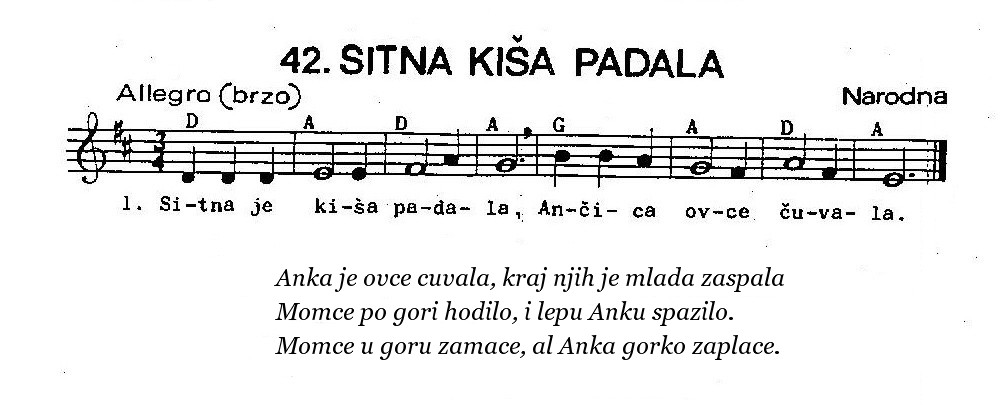 42. SITNA KIŠA PADALA
Allegro (brzo)
Narodna
D A D A G A D A
3
4
1. Si-tna je ki-ša pa-da-la, An-či-ca ov-ce ču-va-la.
Anka je ovce cuvala, kraj njih je mlada zaspala
Momce po gori hodilo, i lepu Anku spazilo.
Momce u goru zamace, al Anka gorko zaplace.